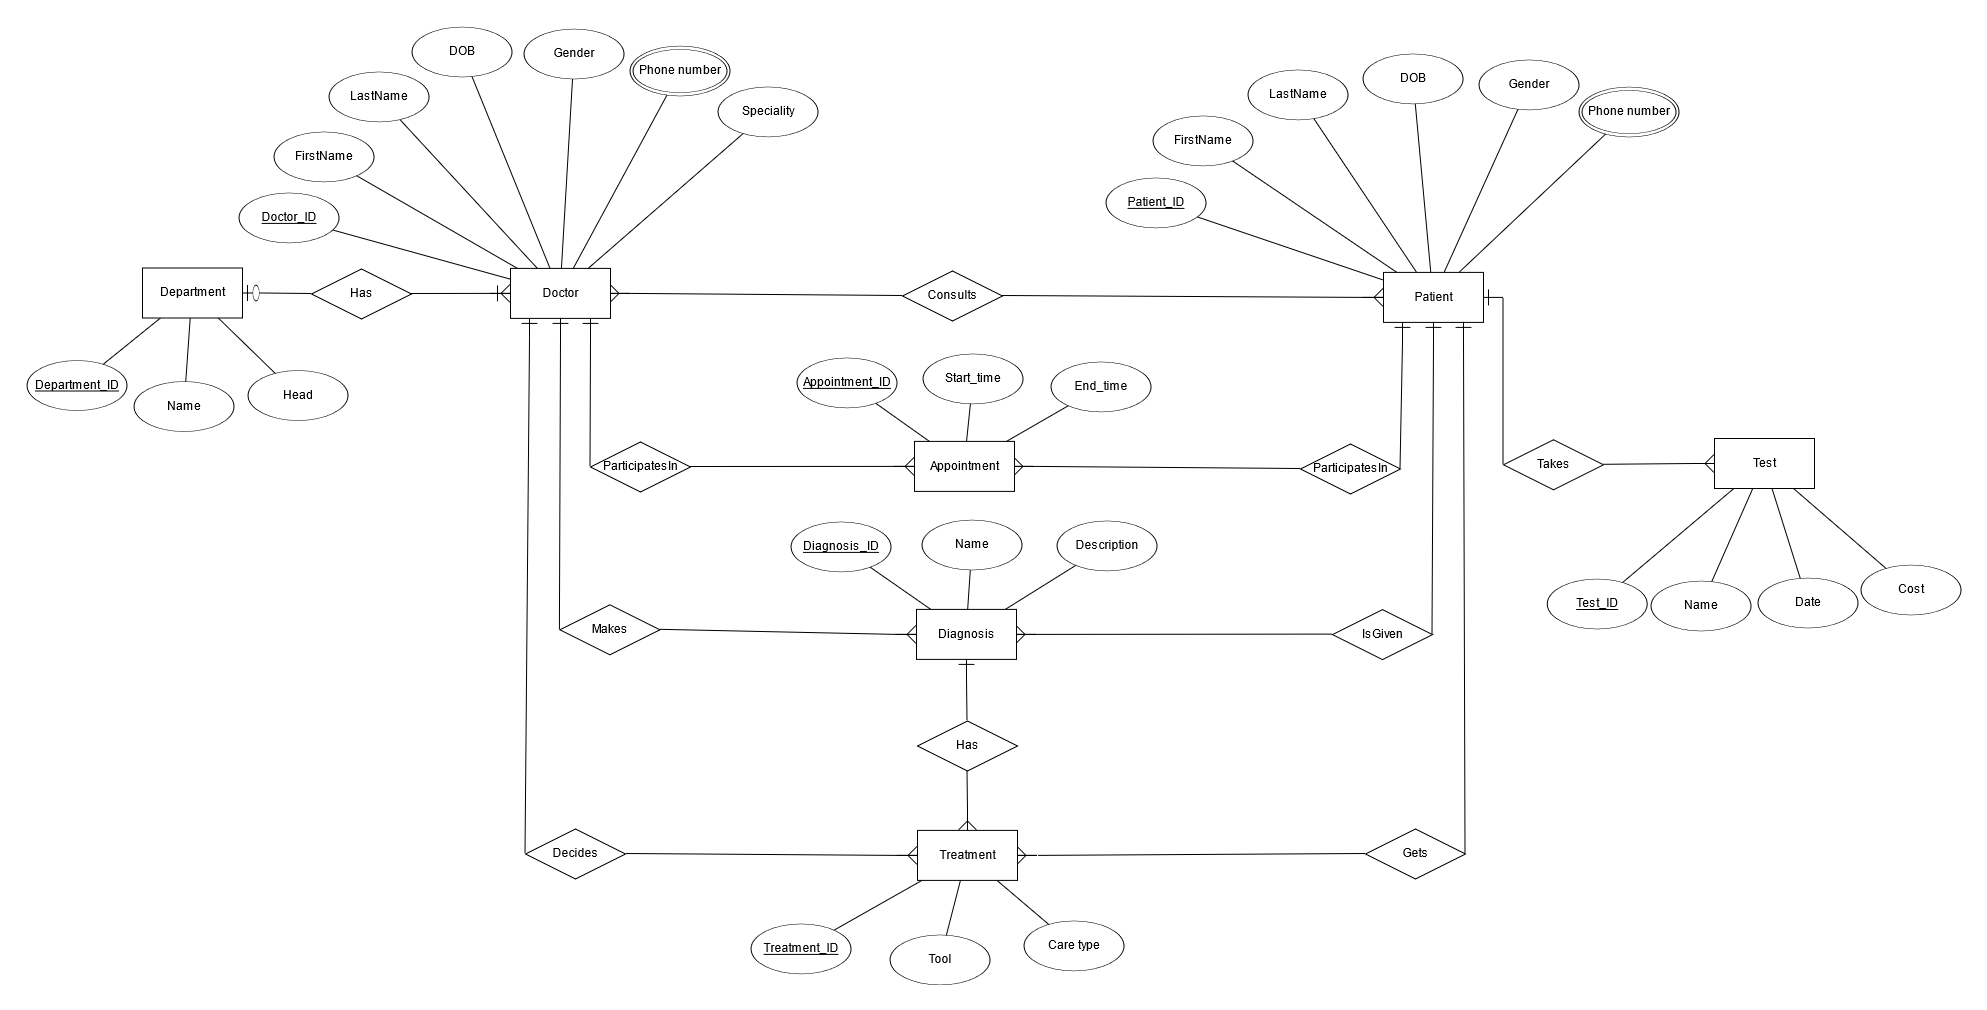 DOB
Gender
Phone number
LastName
Speciality
FirstName
Doctor_ID
DOB
Gender
LastName
Phone number
FirstName
Patient_ID
Department
Has
Doctor
Consults
Patient
Department_ID
Name
Head
Appointment_ID
Start_time
End_time
ParticipatesIn
Appointment
ParticipatesIn
Takes
Test
Diagnosis_ID
Name
Description
Test_ID
Name
Date
Cost
Makes
Diagnosis
IsGiven
Has
Decides
Treatment
Gets
Treatment_ID
Tool
Care type